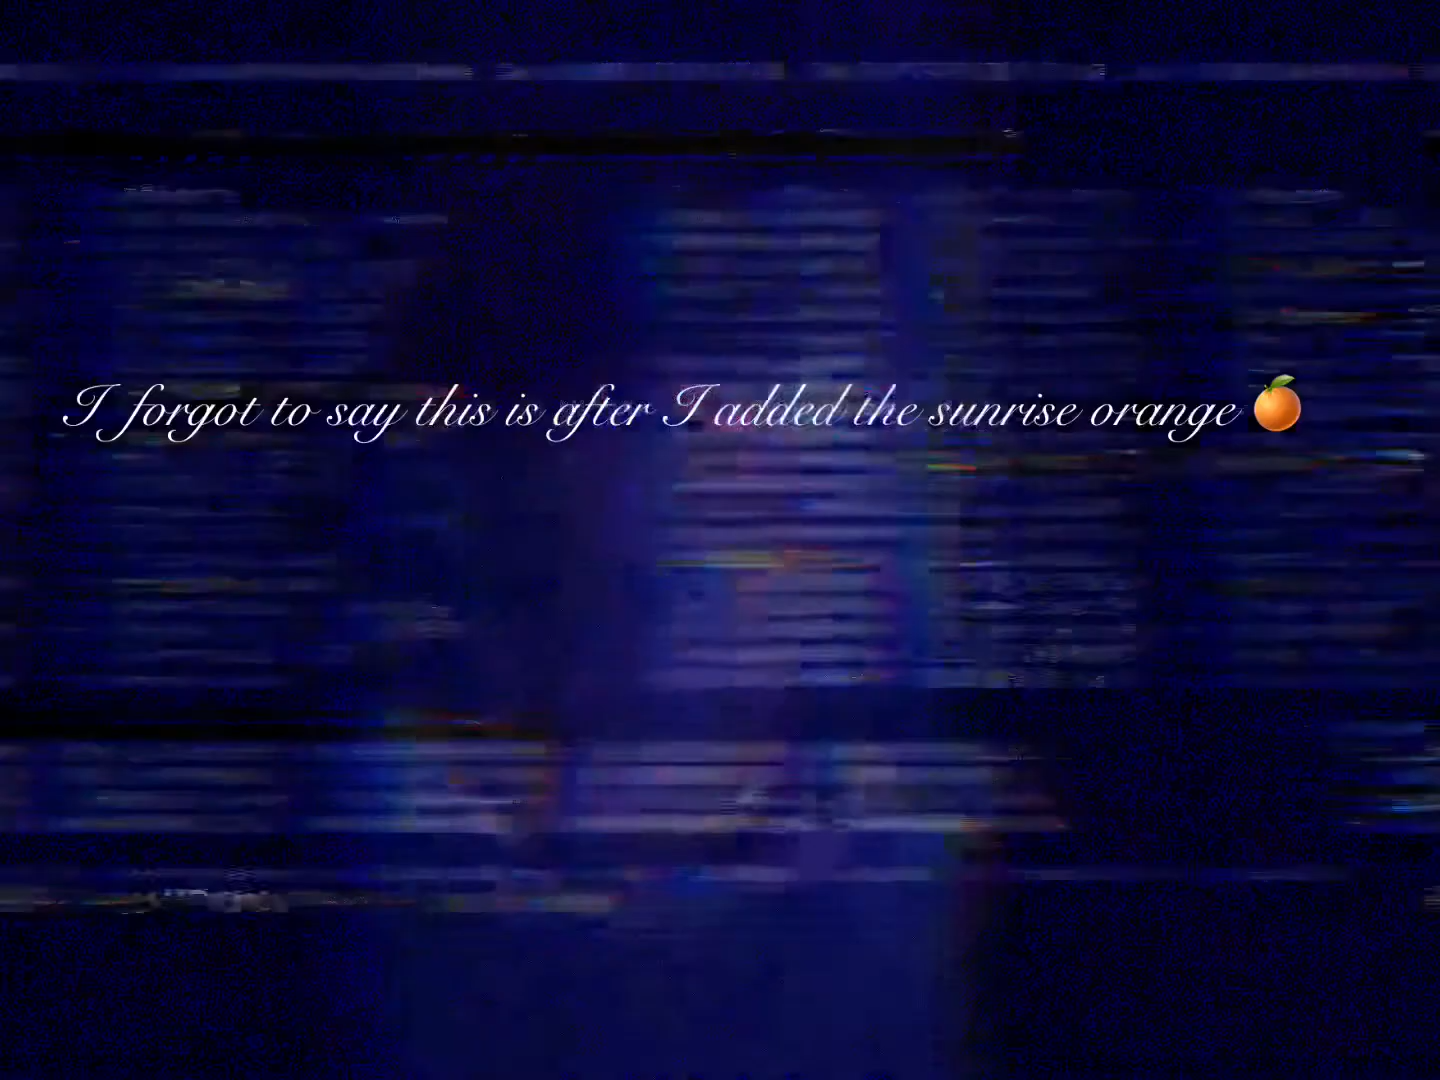 I forgot to say this is after I added the sunrise orange 🍊